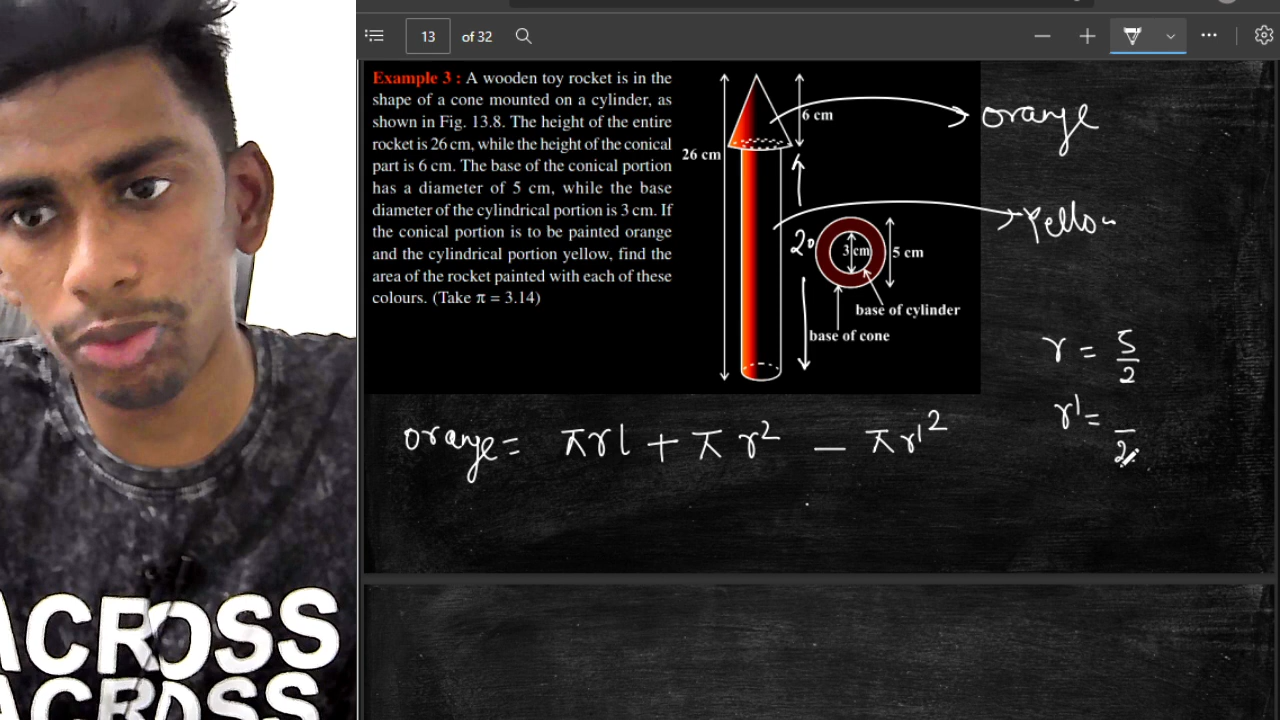 13 of 32
Example 3 : A wooden toy rocket is in the
shape of a cone mounted on a cylinder, as
shown in Fig. 13.8. The height of the entire
rocket is 26 cm, while the height of the conical
part is 6 cm. The base of the conical portion
has a diameter of 5 cm, while the base
diameter of the cylindrical portion is 3 cm. If
the conical portion is to be painted orange
and the cylindrical portion yellow, find the
area of the rocket painted with each of these
colours. (Take π = 3.14)
6 cm
26 cm
20
3 cm
5 cm
base of cylinder
base of cone
orange
Yellow
r = 5/2
r' = /2
orange = πrl + πr² − πr'²
ACROSS
ACROSS